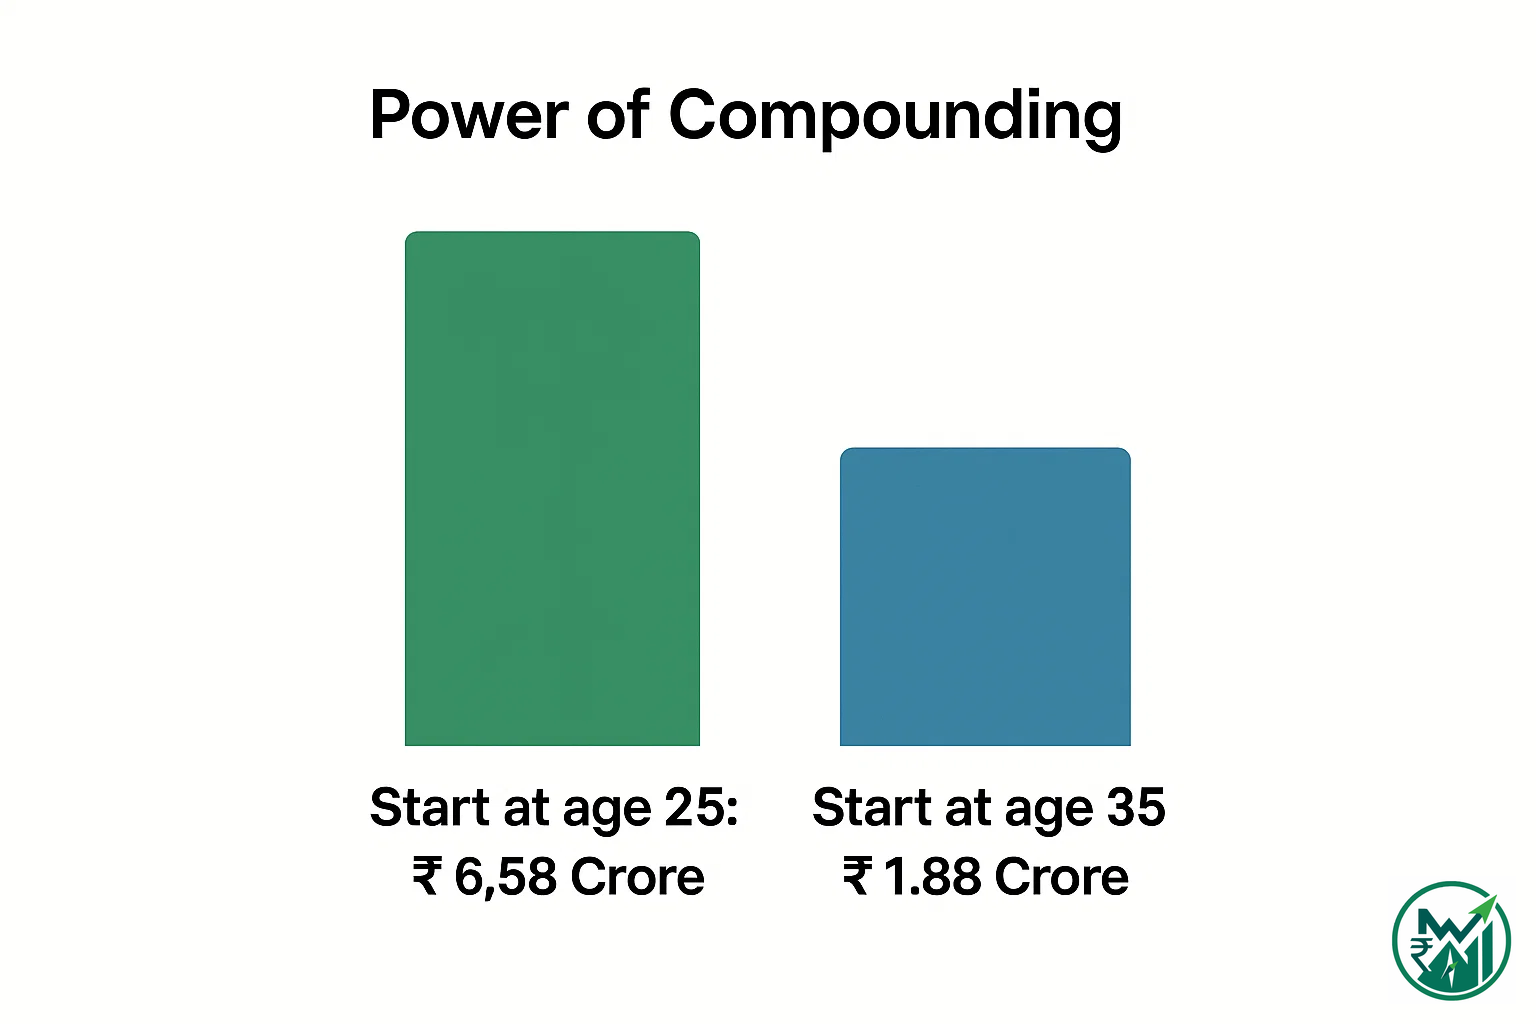 Power of Compounding
Start at age 25:
₹ 6,58 Crore
Start at age 35
₹ 1.88 Crore
₹